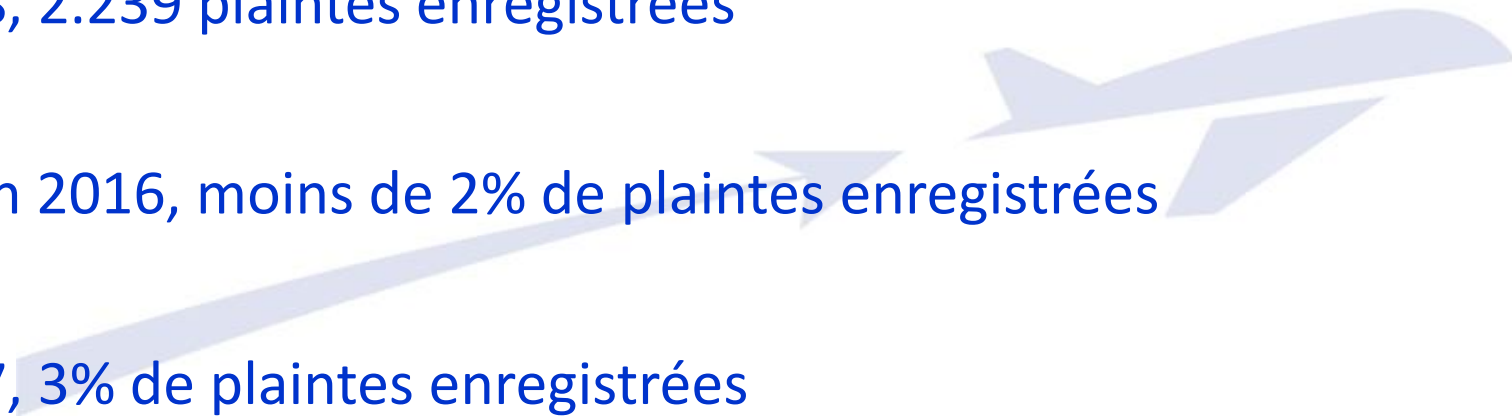 , 2.239 plaintes enregistrées
n 2016, moins de 2% de plaintes enregistrées
, 3% de plaintes enregistrées